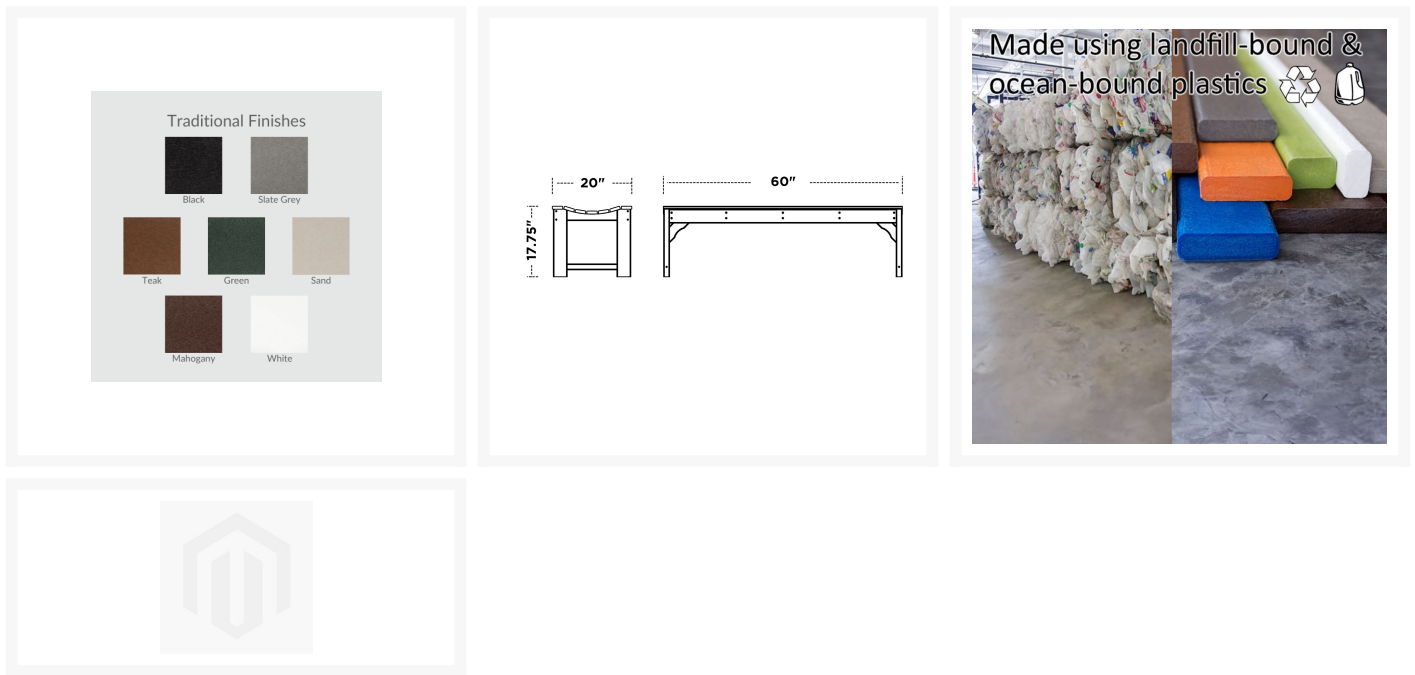 Traditional Finishes
Black
Slate Grey
Teak
Green
Sand
Mahogany
White
20"
60"
17.75"
Made using landfill-bound &
ocean-bound plastics